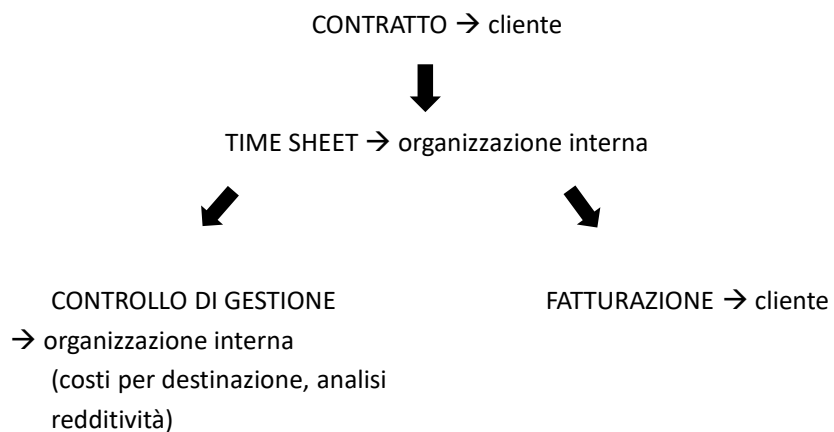 CONTRATTO → cliente
TIME SHEET → organizzazione interna
CONTROLLO DI GESTIONE
→ organizzazione interna
(costi per destinazione, analisi
redditività)
FATTURAZIONE → cliente